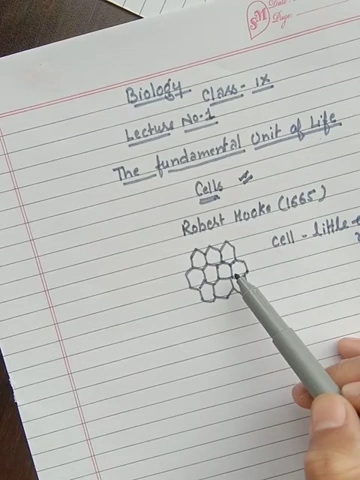 SM
Date
Page
Biology Class - IX
Lecture No. 1
The fundamental Unit of Life
Cells
Robert Hooke (1665)
cell - little